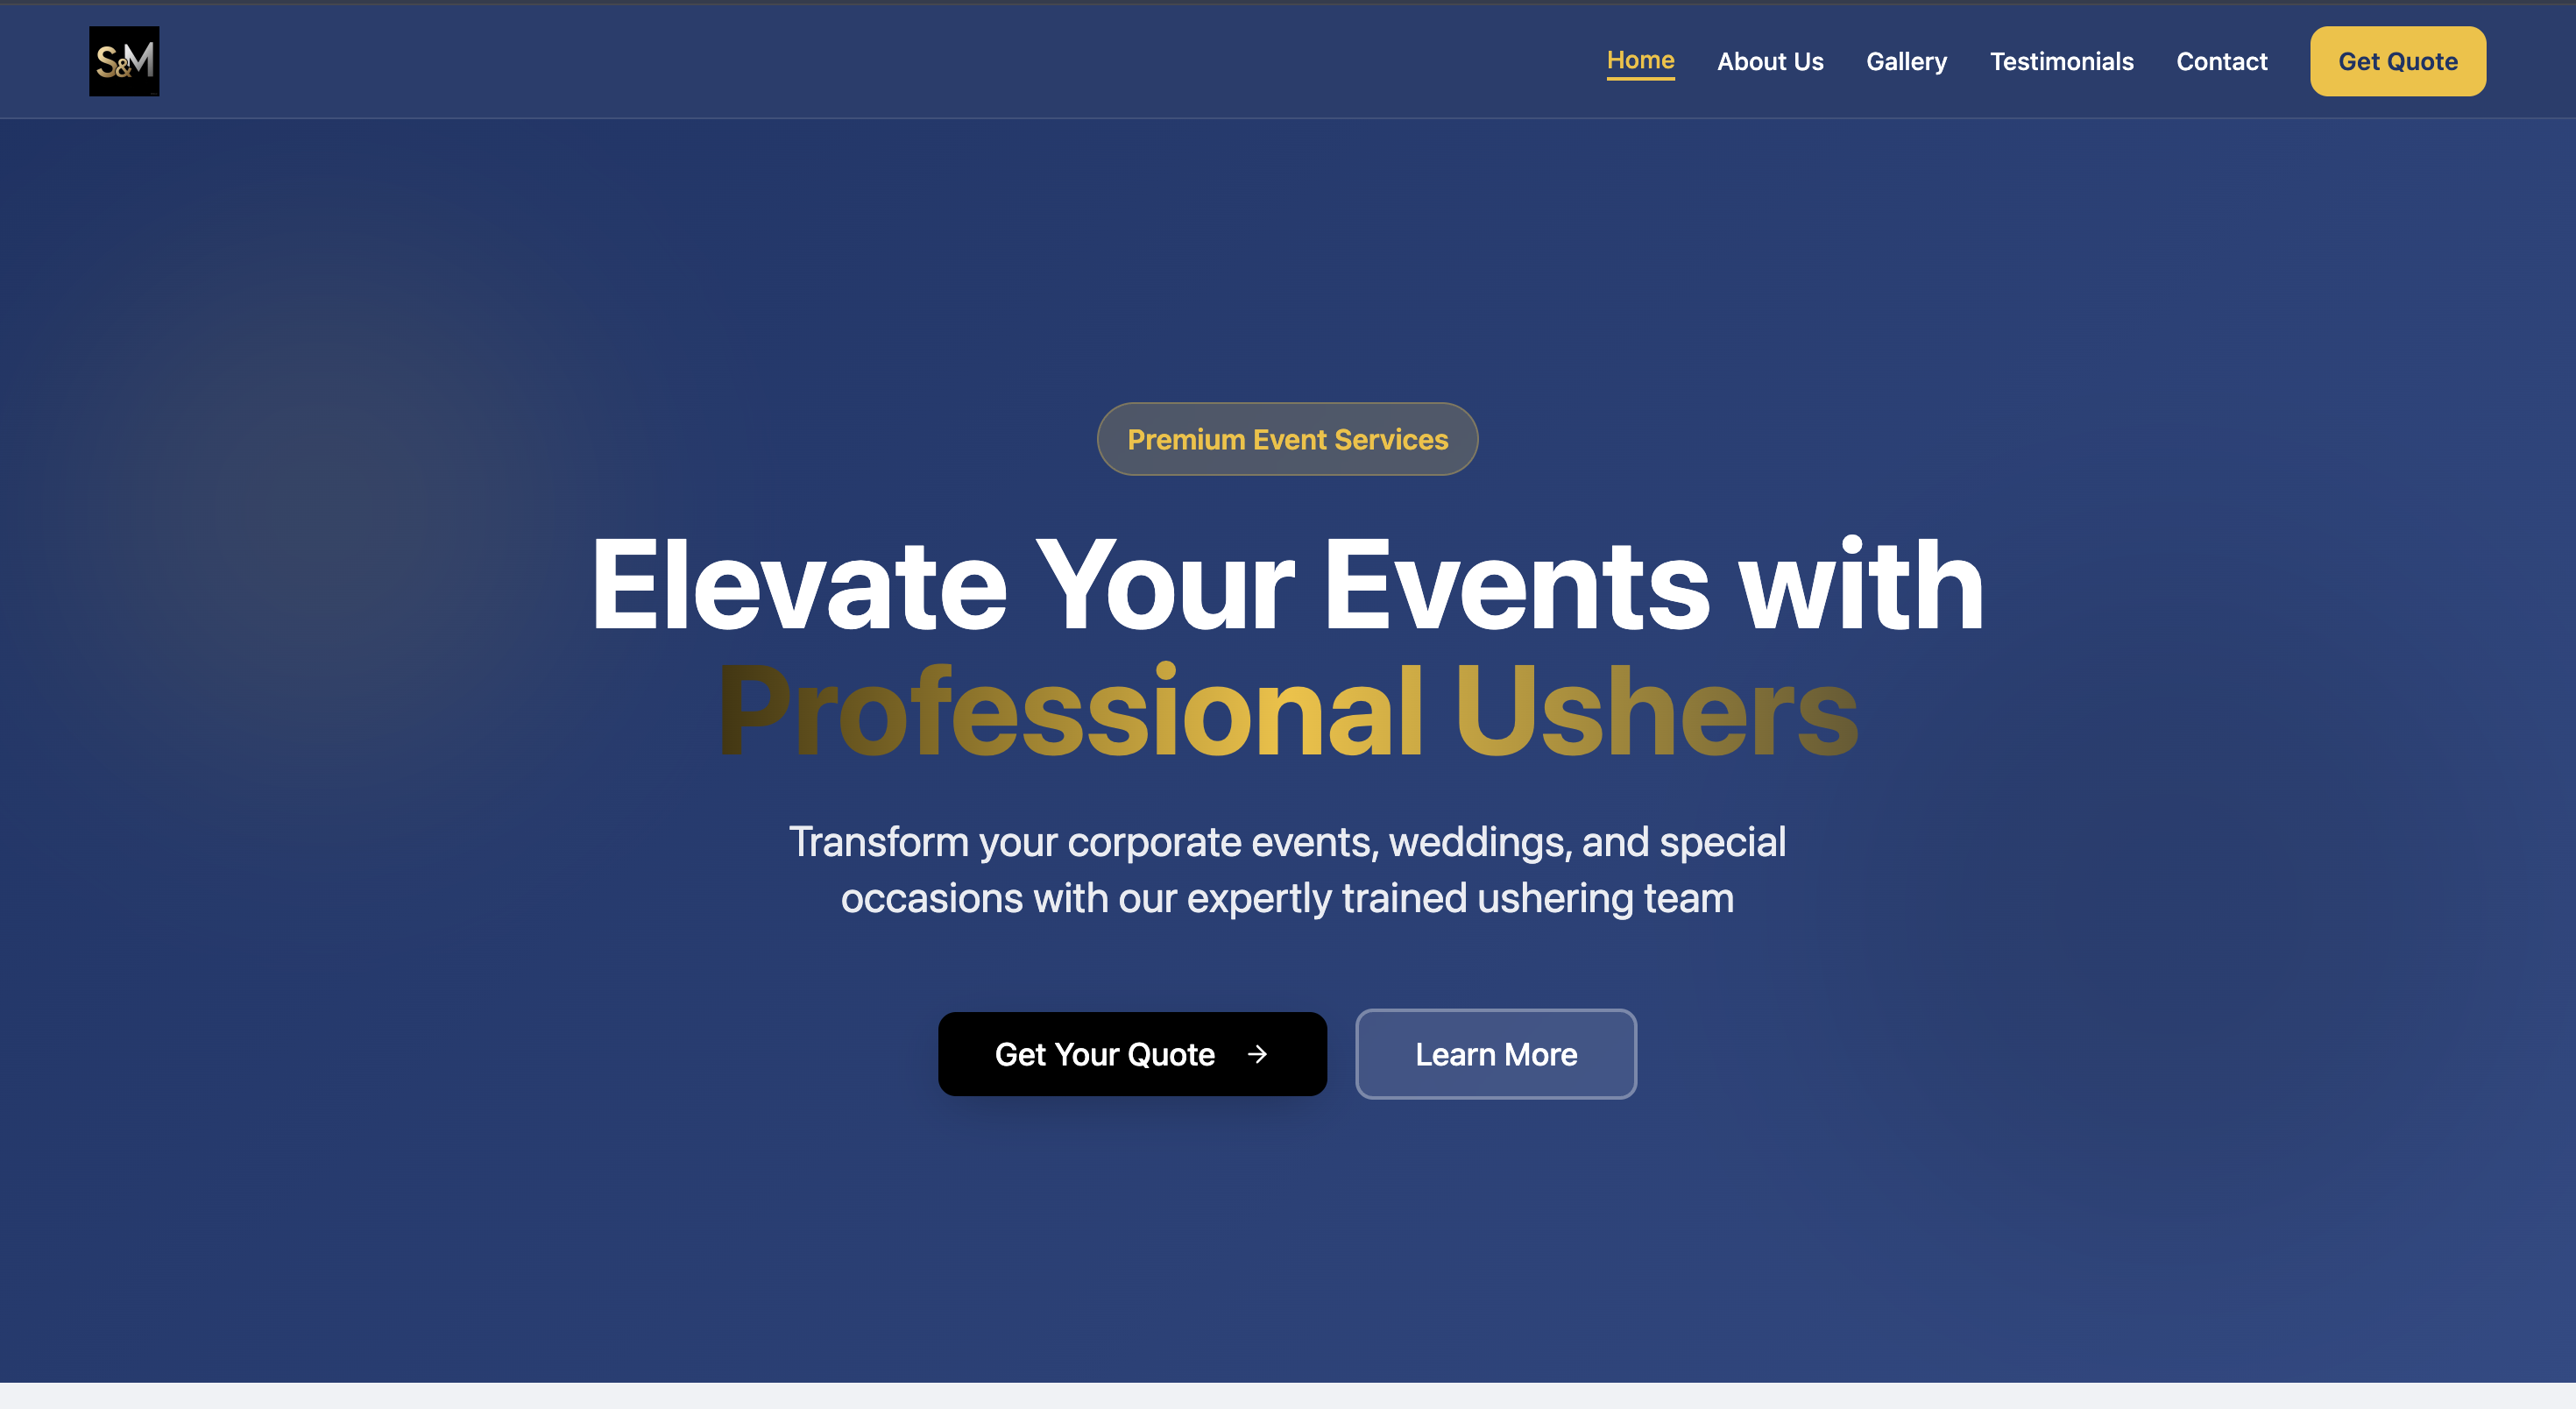 S&M
Home
About Us
Gallery
Testimonials
Contact
Get Quote
Premium Event Services
Elevate Your Events with
Professional Ushers
Transform your corporate events, weddings, and special
occasions with our expertly trained ushering team
Get Your Quote →
Learn More